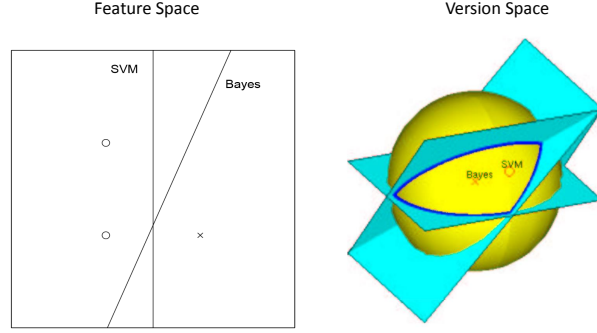 Feature Space
Version Space
SVM
Bayes
SVM
Bayes